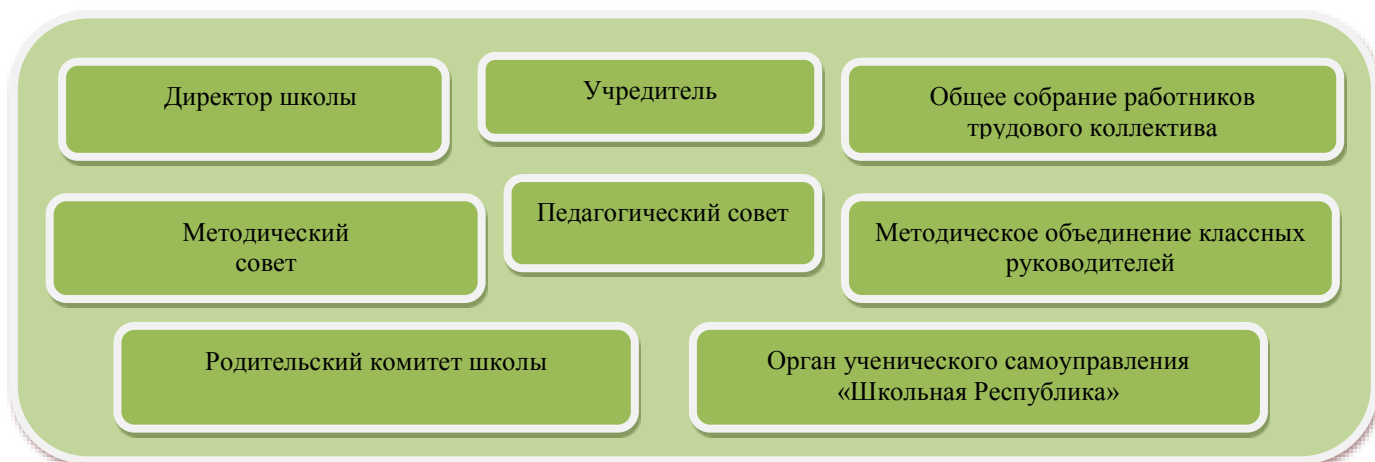 Директор школы
Учредитель
Общее собрание работников
трудового коллектива
Методический
совет
Педагогический совет
Методическое объединение классных
руководителей
Родительский комитет школы
Орган ученического самоуправления
«Школьная Республика»